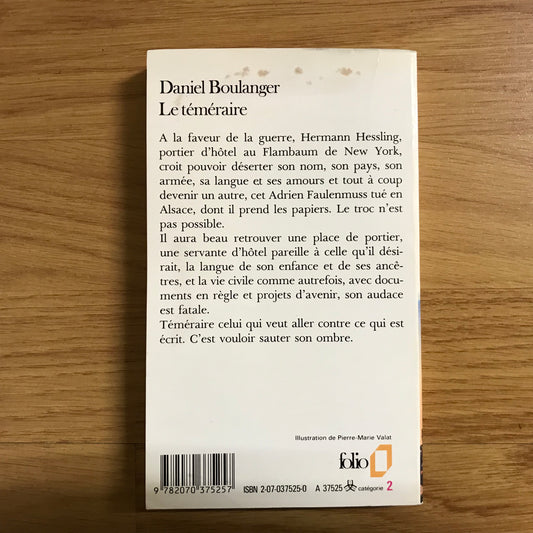 Daniel Boulanger
Le téméraire
A la faveur de la guerre, Hermann Hessling,
portier d'hôtel au Flambaum de New York,
croit pouvoir déserter son nom, son pays, son
armée, sa langue et ses amours et tout à coup
devenir un autre, cet Adrien Faulenmuss tué en
Alsace, dont il prend les papiers. Le troc n'est
pas possible.
Il aura beau retrouver une place de portier,
une servante d'hôtel pareille à celle qu'il dési-
rait, la langue de son enfance et de ses ancê-
tres, et la vie civile comme autrefois, avec docu-
ments en règle et projets d'avenir, son audace
est fatale.
Téméraire celui qui veut aller contre ce qui est
écrit. C'est vouloir sauter son ombre.
Illustration de Pierre-Marie Valat
folio
9 782070 375257
ISBN 2-07-037525-0 A 37525 catégorie 2